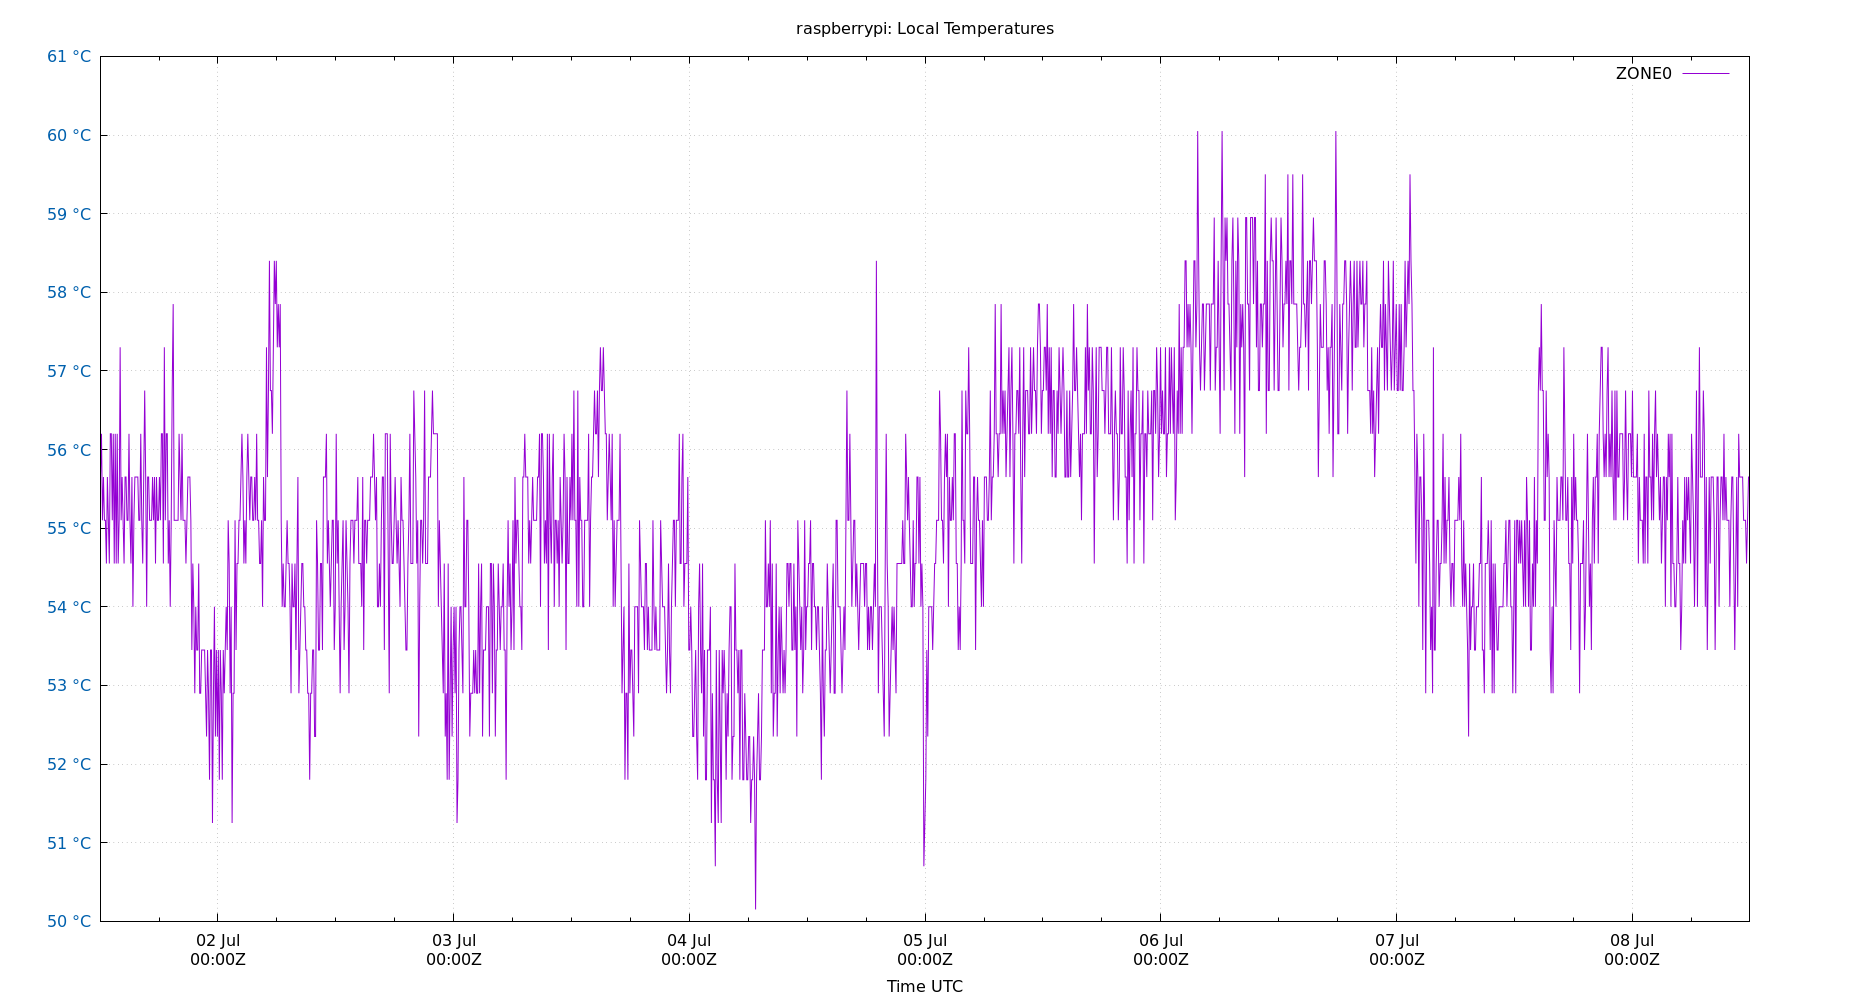 raspberrypi: Local Temperatures
61 °C
ZONE0
60 °C
59 °C
58 °C
57 °C
56 °C
55 °C
54 °C
53 °C
52 °C
51 °C
50 °C
02 Jul 03 Jul 04 Jul 05 Jul 06 Jul 07 Jul 08 Jul
00:00Z 00:00Z 00:00Z 00:00Z 00:00Z 00:00Z 00:00Z
Time UTC